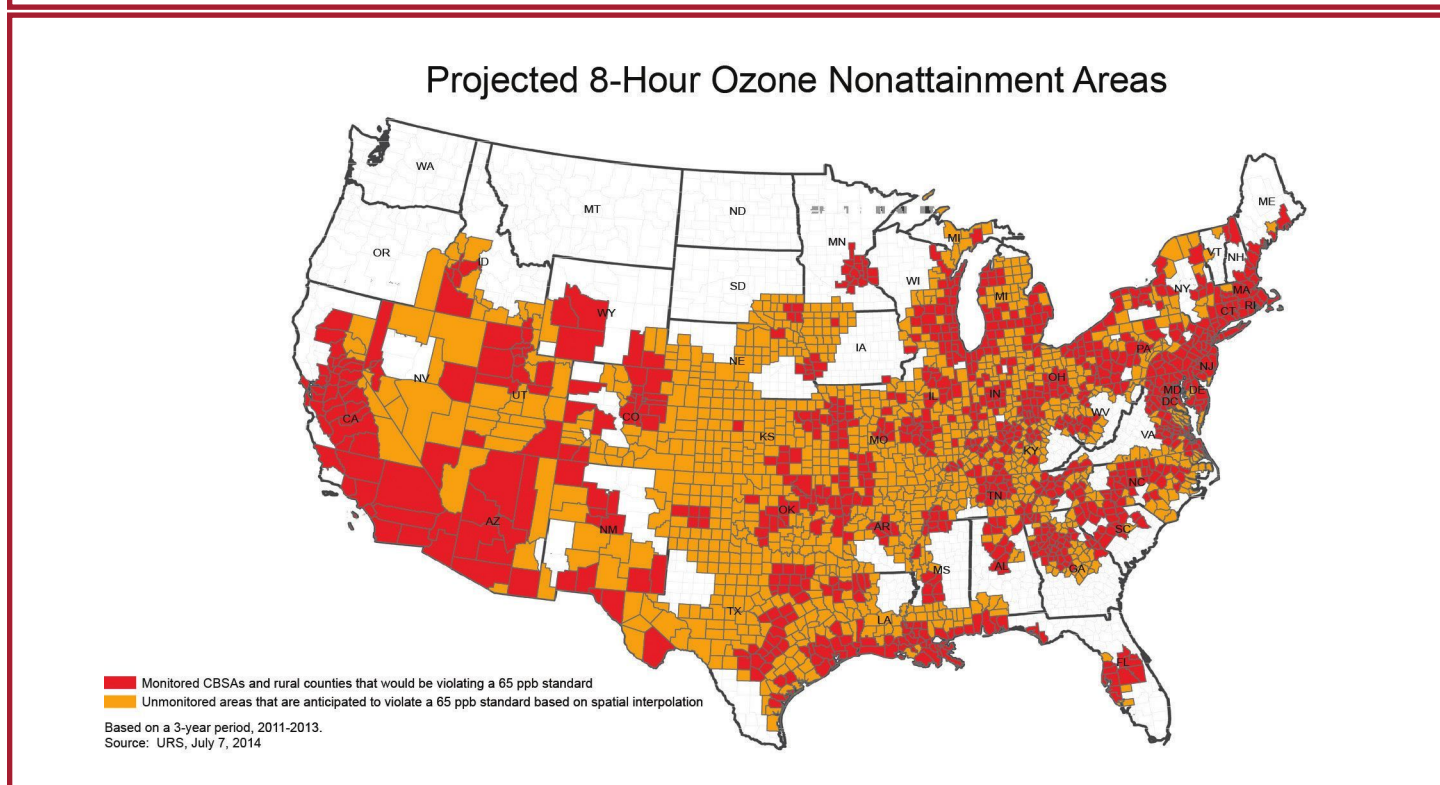 Projected 8-Hour Ozone Nonattainment Areas
WA
MT
ND
MN
ME
OR
ID
SD
WI
MI
MI
VT
NH
NY
MA
CT
RI
WY
NE
IA
PA
NJ
NV
UT
CO
IL
IN
OH
MD
DE
DC
WV
VA
CA
KS
MO
KY
AZ
NM
OK
AR
TN
NC
SC
TX
LA
MS
AL
GA
FL
Monitored CBSAs and rural counties that would be violating a 65 ppb standard
Unmonitored areas that are anticipated to violate a 65 ppb standard based on spatial interpolation
Based on a 3-year period, 2011-2013.
Source: URS, July 7, 2014